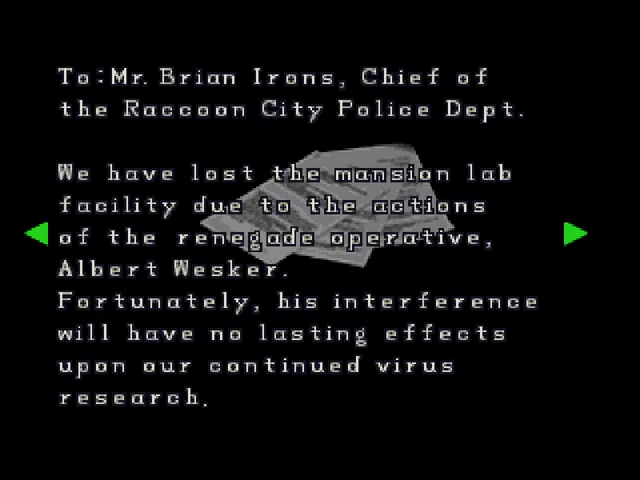 To:Mr. Brian Irons, Chief of
the Raccoon City Police Dept.
We have lost the mansion lab
facility due to the actions
of the renegade operative,
Albert Wesker.
Fortunately, his interference
will have no lasting effects
upon our continued virus
research.